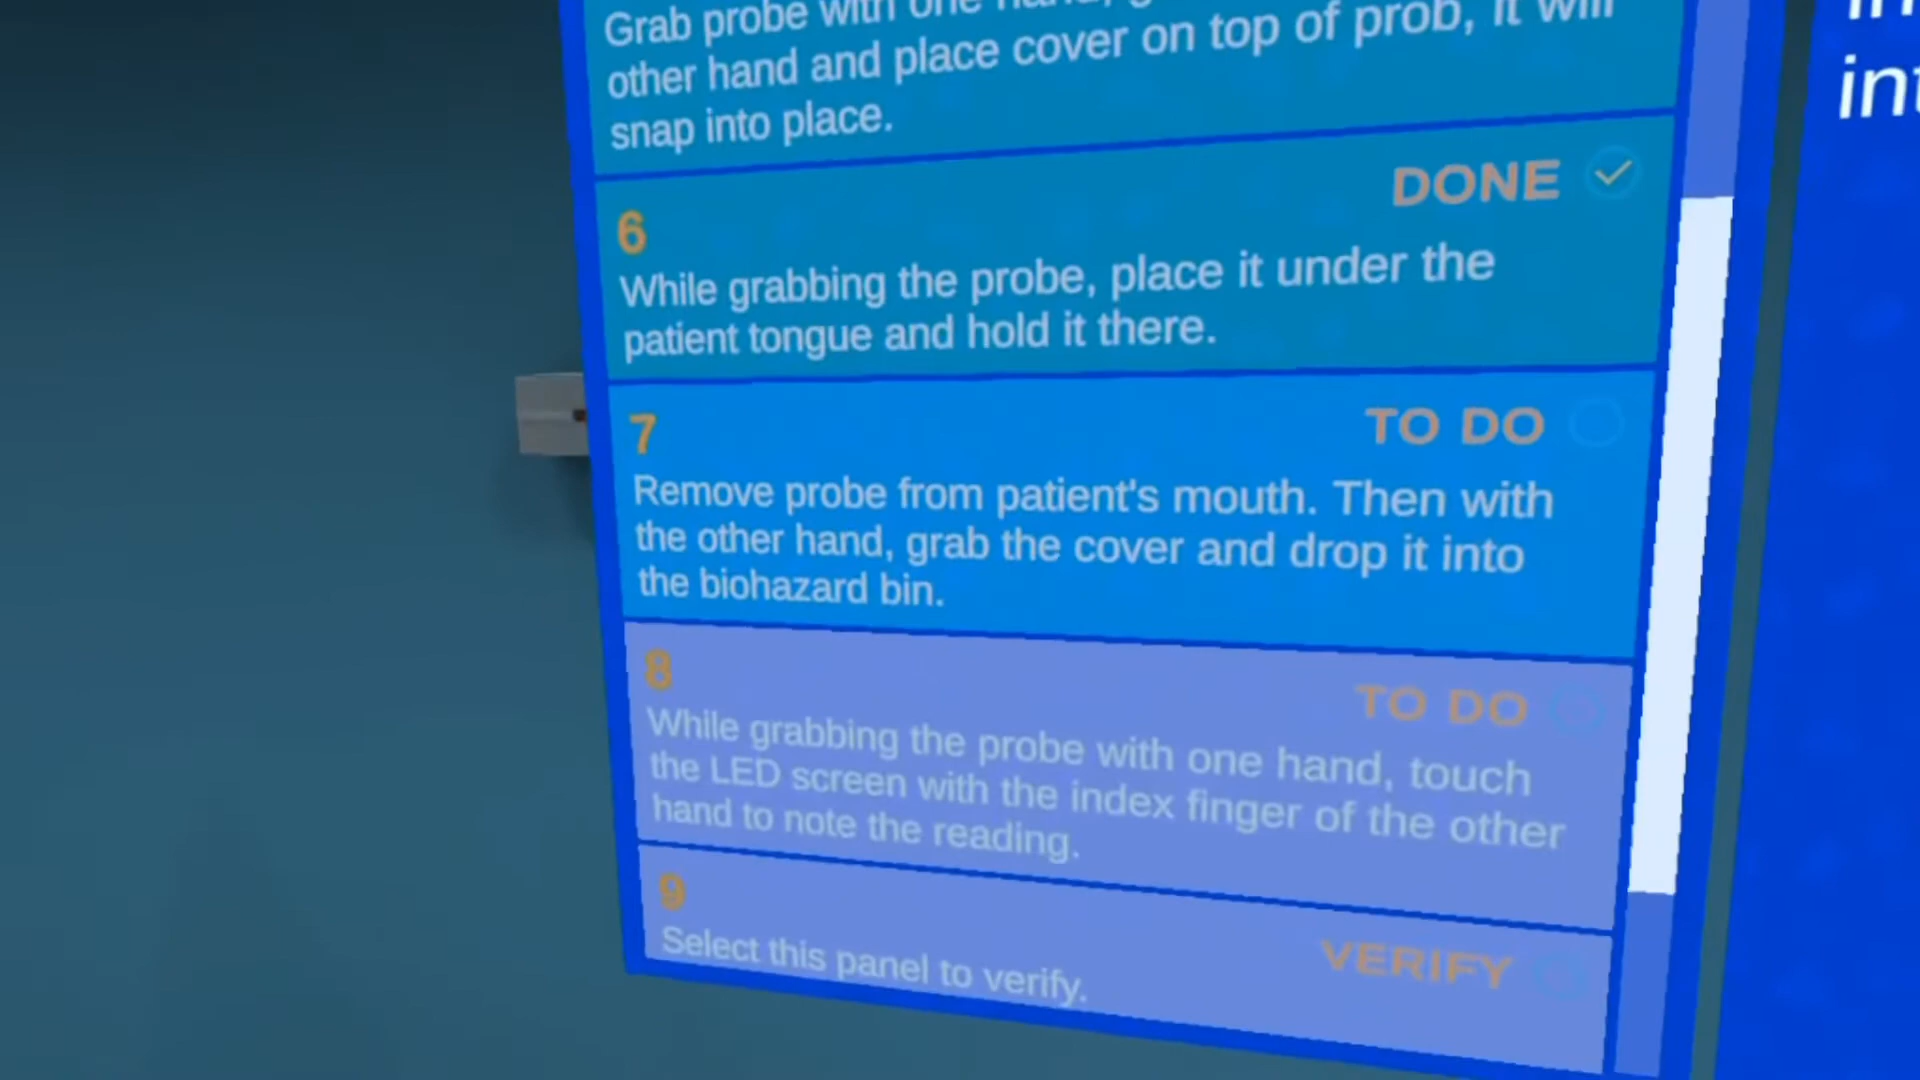 Grab probe with one
other hand and place cover on top of prob, it will
snap into place.
DONE
6
While grabbing the probe, place it under the
patient tongue and hold it there.
TO DO
7
Remove probe from patient's mouth. Then with
the other hand, grab the cover and drop it into
the biohazard bin.
8
TO DO
While grabbing the probe with one hand, touch
the LED screen with the index finger of the other
hand to note the reading.
9
VERIFY
Select this panel to verify.